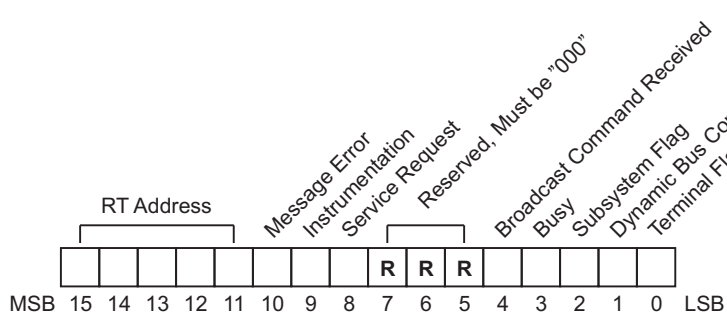 Message Error
Instrumentation
Service Request
Reserved, Must be "000"
Broadcast Command Received
Busy
Subsystem Flag
Dynamic Bus
Terminal
RT Address
R R R
MSB 15 14 13 12 11 10 9 8 7 6 5 4 3 2 1 0 LSB